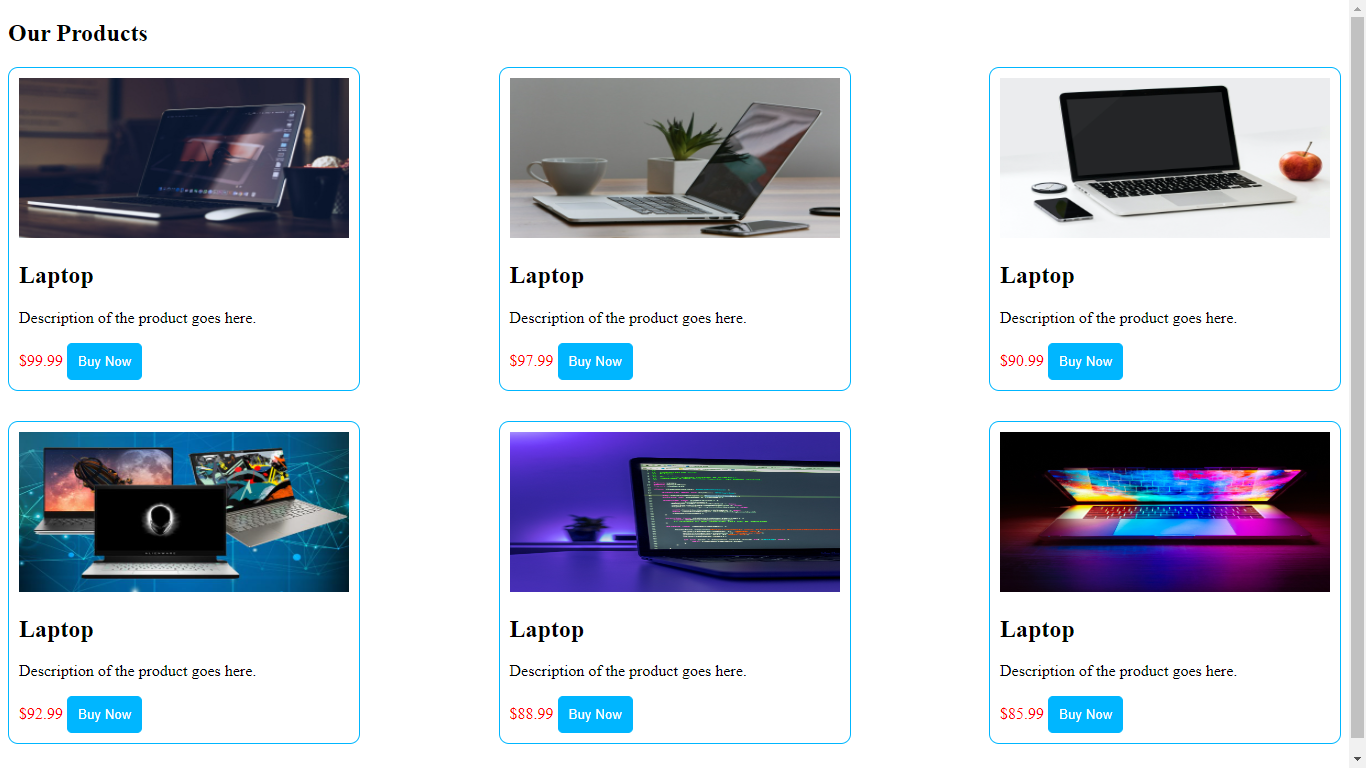 Our Products
Laptop
Description of the product goes here.
$99.99 Buy Now
Laptop
Description of the product goes here.
$97.99 Buy Now
Laptop
Description of the product goes here.
$90.99 Buy Now
ALIENWARE
Laptop
Description of the product goes here.
$92.99 Buy Now
Laptop
Description of the product goes here.
$88.99 Buy Now
Laptop
Description of the product goes here.
$85.99 Buy Now